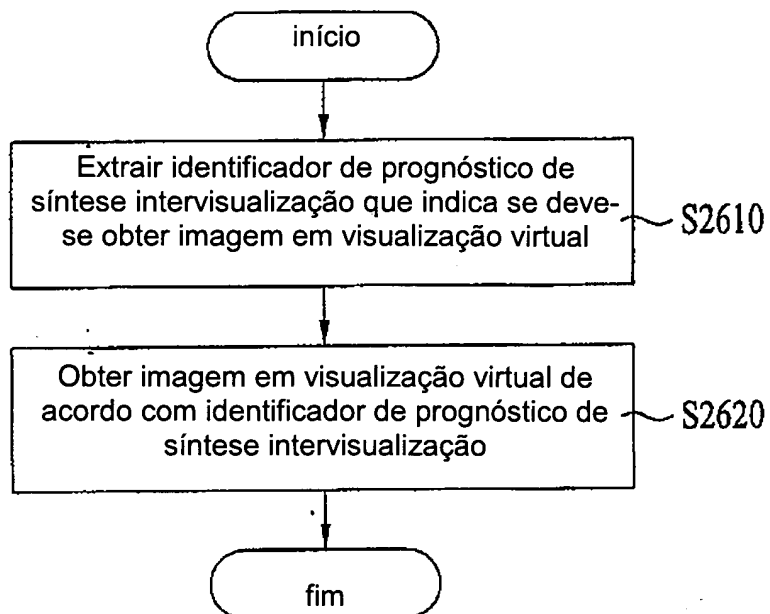 início
Extrair identificador de prognóstico de
síntese intervisualização que indica se deve-
se obter imagem em visualização virtual
S2610
Obter imagem em visualização virtual de
acordo com identificador de prognóstico de
síntese intervisualização
S2620
fim